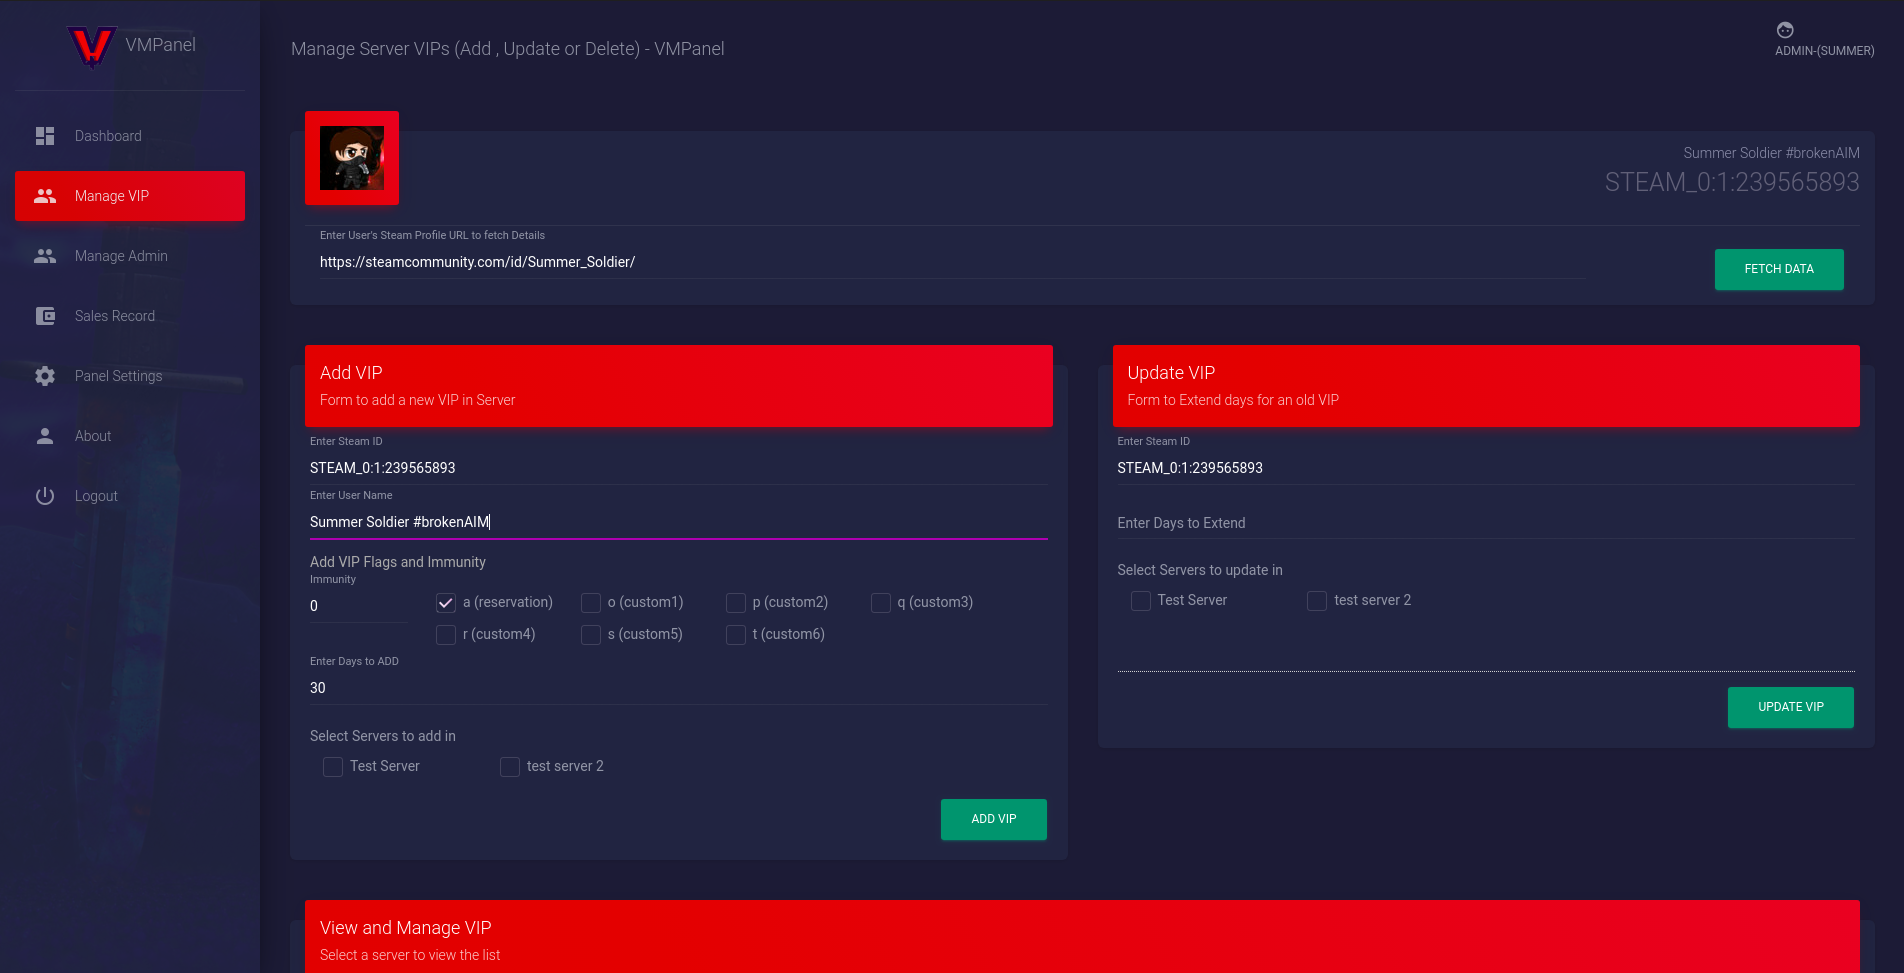 VMPanel
Dashboard
Manage VIP
Manage Admin
Sales Record
Panel Settings
About
Logout
Manage Server VIPs (Add , Update or Delete) - VMPanel
ADMIN-(SUMMER)
Summer Soldier #brokenAIM
STEAM_0:1:239565893
Enter User's Steam Profile URL to fetch Details
https://steamcommunity.com/id/Summer_Soldier/
FETCH DATA
Add VIP
Form to add a new VIP in Server
Enter Steam ID
STEAM_0:1:239565893
Enter User Name
Summer Soldier #brokenAIM
Add VIP Flags and Immunity
Immunity
0
a (reservation) o (custom1) p (custom2) q (custom3)
r (custom4) s (custom5) t (custom6)
Enter Days to ADD
30
Select Servers to add in
Test Server test server 2
ADD VIP
Update VIP
Form to Extend days for an old VIP
Enter Steam ID
STEAM_0:1:239565893
Enter Days to Extend
Select Servers to update in
Test Server test server 2
UPDATE VIP
View and Manage VIP
Select a server to view the list